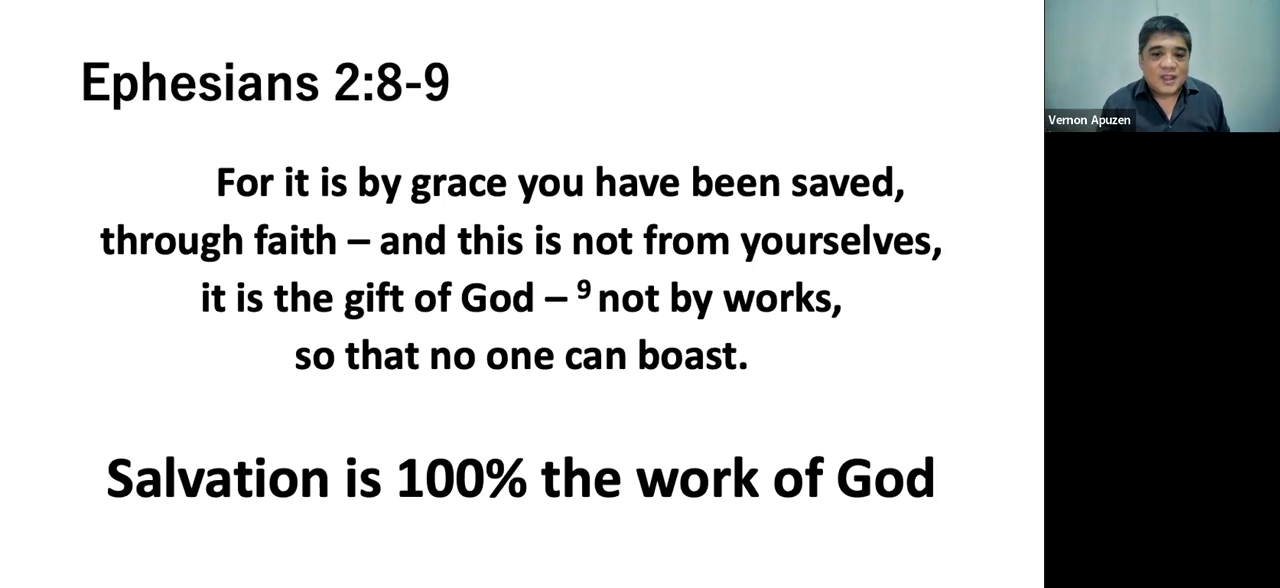 Ephesians 2:8-9
For it is by grace you have been saved,
through faith – and this is not from yourselves,
it is the gift of God – ⁹ not by works,
so that no one can boast.
Salvation is 100% the work of God
Vernon Apuzen